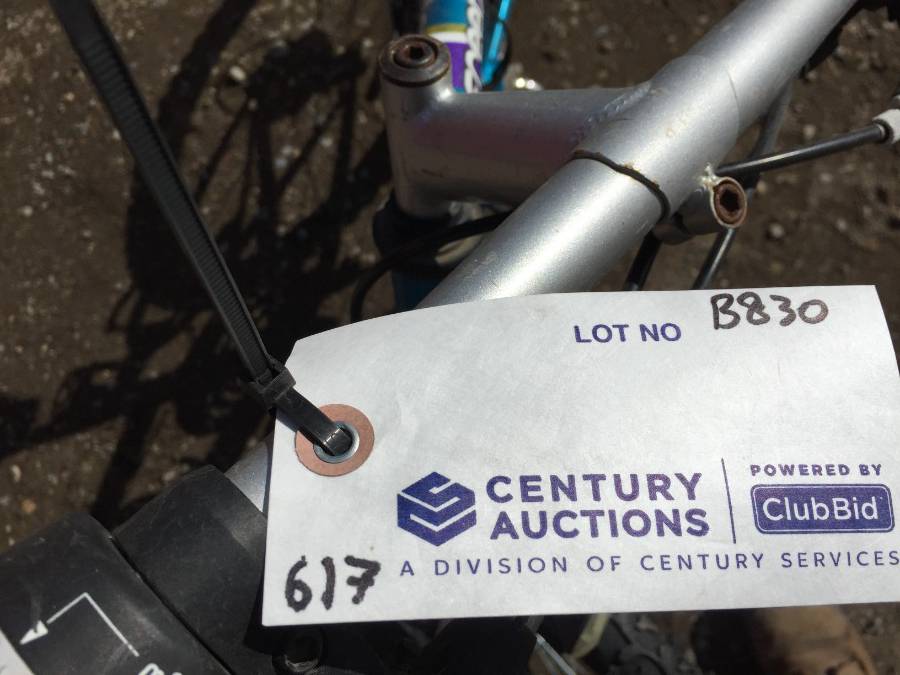 LOT NO B830
CENTURY
AUCTIONS
POWERED BY
ClubBid
A DIVISION OF CENTURY SERVICES
617